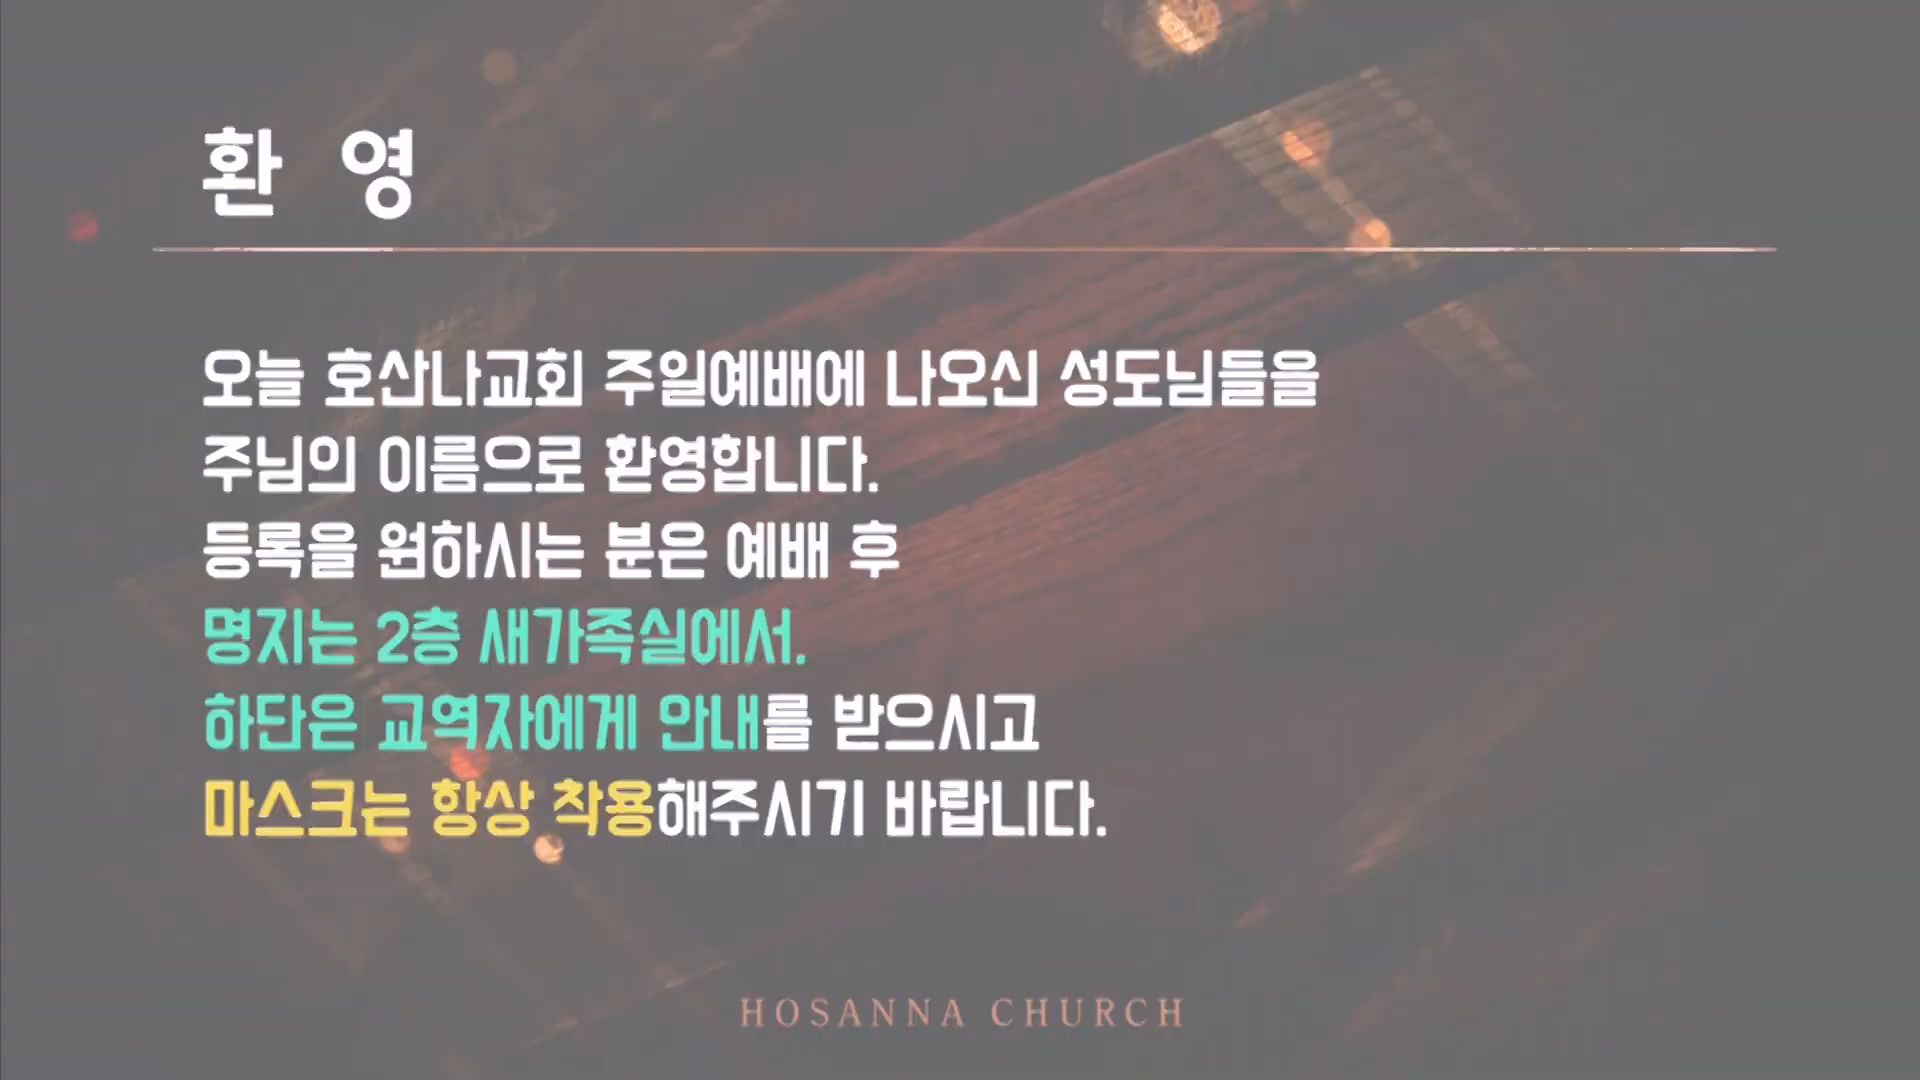 환 영
오늘 호산나교회 주일예배에 나오신 성도님들을
주님의 이름으로 환영합니다.
등록을 원하시는 분은 예배 후
명지는 2층 새가족실에서.
하단은 교역자에게 안내를 받으시고
마스크는 항상 착용해주시기 바랍니다.
HOSANNA CHURCH